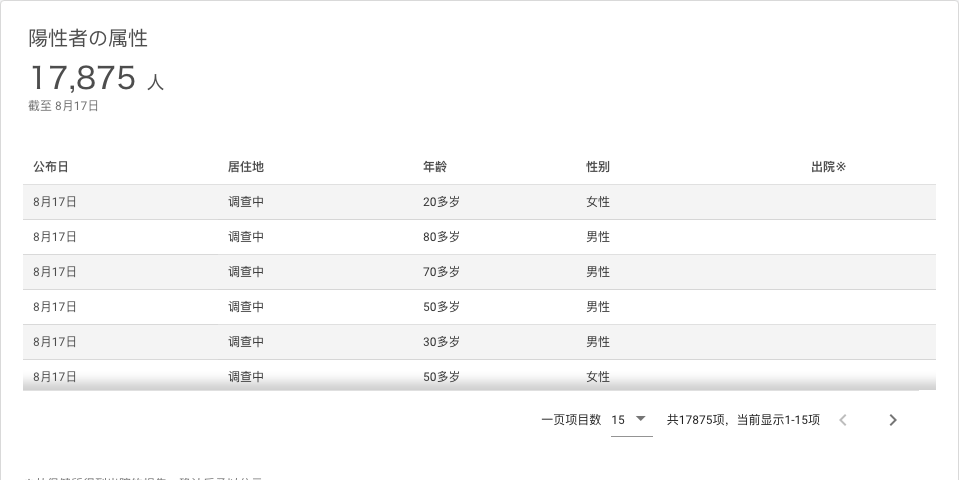 陽性者の属性
17,875 人
截至 8月17日
公布日 居住地 年龄 性别 出院※
8月17日 调查中 20多岁 女性
8月17日 调查中 80多岁 男性
8月17日 调查中 70多岁 男性
8月17日 调查中 50多岁 男性
8月17日 调查中 30多岁 男性
8月17日 调查中 50多岁 女性
一页项目数 15 共17875项，当前显示1-15项